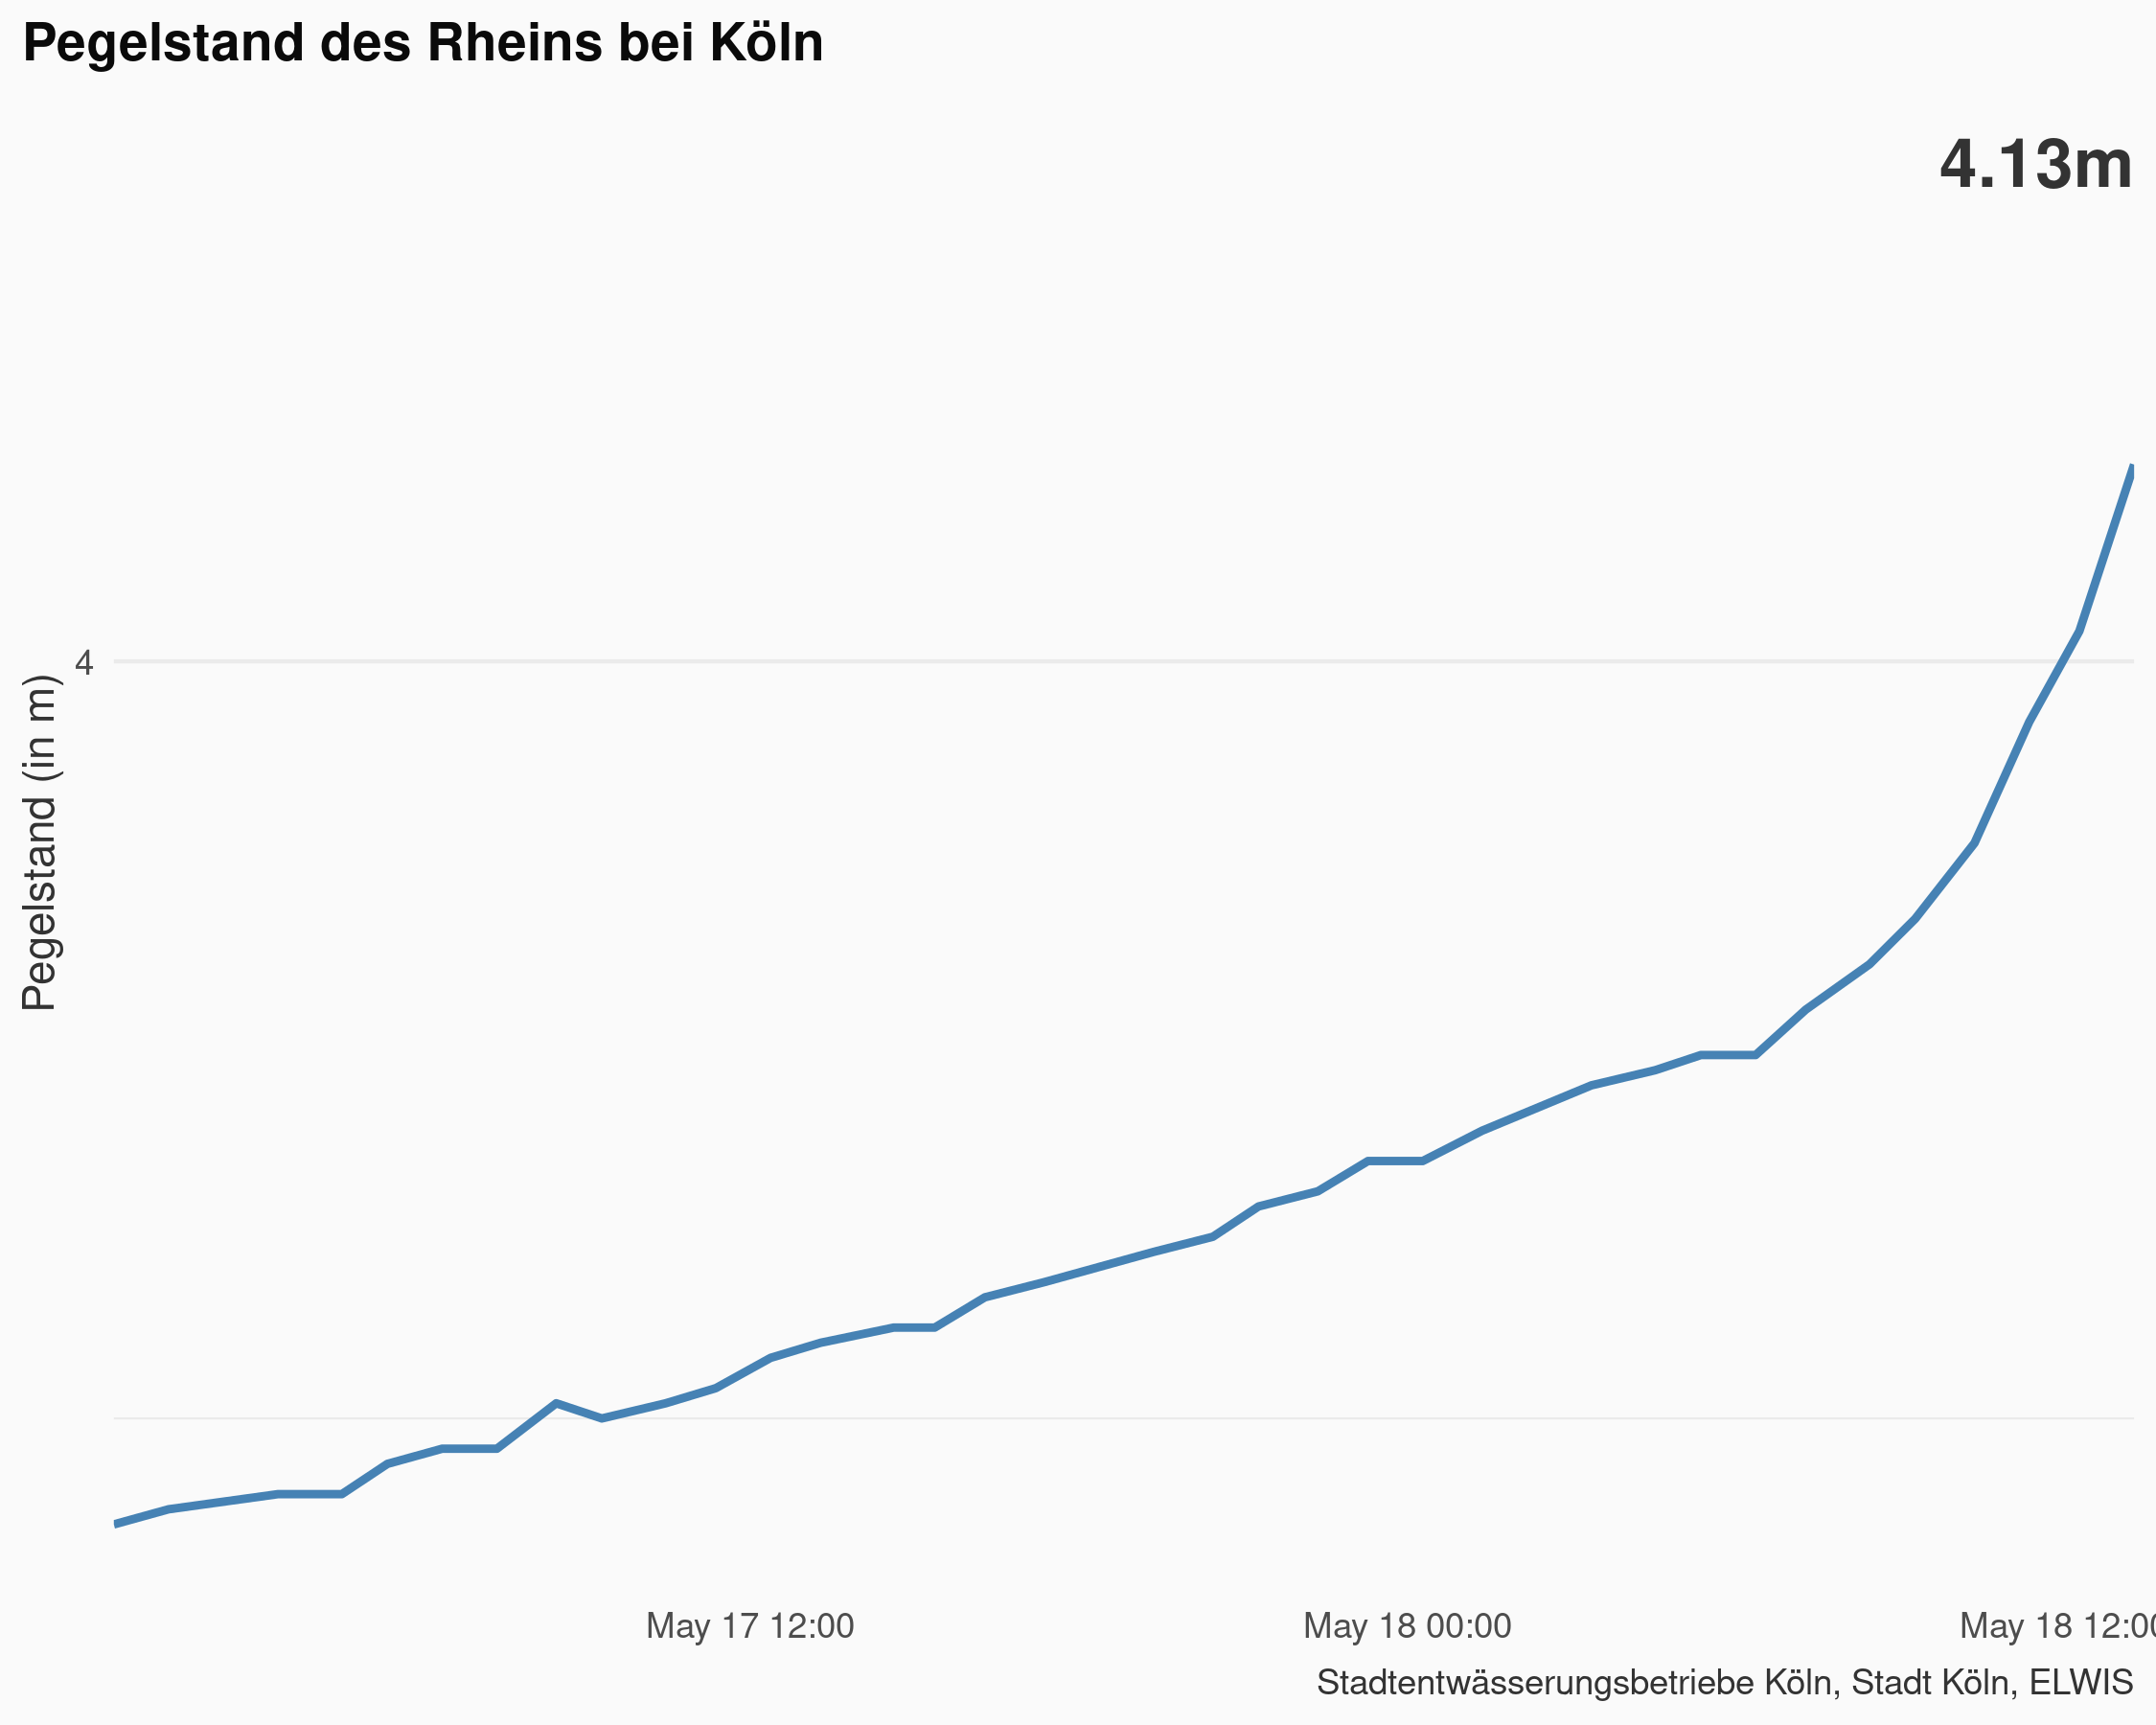 Pegelstand des Rheins bei Köln
4.13m
Pegelstand (in m)
4
May 17 12:00
May 18 00:00
May 18 12:00
Stadtentwässerungsbetriebe Köln, Stadt Köln, ELWIS